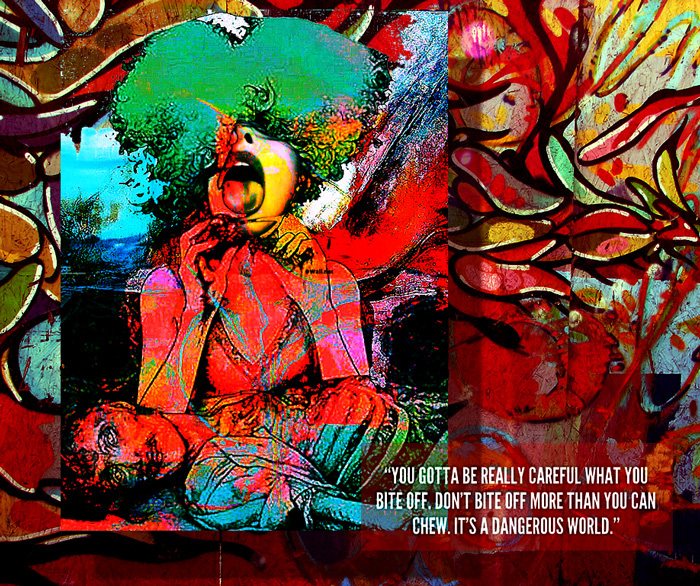 “YOU GOTTA BE REALLY CAREFUL WHAT YOU
BITE OFF. DON’T BITE OFF MORE THAN YOU CAN
CHEW. IT’S A DANGEROUS WORLD.”